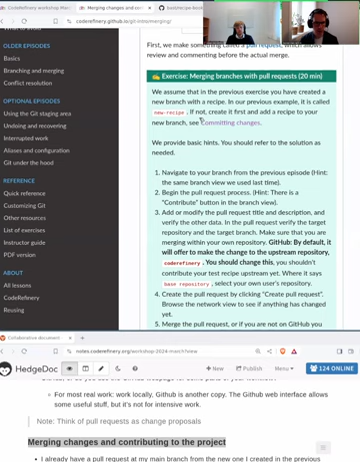 CodeRefinery workshop Mar
Merging changes and con
coderefinery.github.io/git-intro/merging/
OLDER EPISODES
Basics
Branching and merging
Conflict resolution
OPTIONAL EPISODES
Using the Git staging area
Undoing and recovering
Interrupted work
Aliases and configuration
Git under the hood
REFERENCE
Quick reference
Customizing Git
Other resources
List of exercises
Instructor guide
PDF version
ABOUT
All lessons
CodeRefinery
Reusing
First, we make something called a pull request, which allows
review and commenting before the actual merge.
Exercise: Merging branches with pull requests (20 min)
We assume that in the previous exercise you have created a
new branch with a recipe. In our previous example, it is called
new-recipe . If not, create it first and add a recipe to your
new branch, see Committing changes.
We provide basic hints. You should refer to the solution as
needed.
1. Navigate to your branch from the previous episode (Hint:
the same branch view we used last time).
2. Begin the pull request process. (Hint: There is a
"Contribute" button in the branch view).
3. Add or modify the pull request title and description, and
verify the other data. In the pull request verify the target
repository and the target branch. Make sure that you are
merging within your own repository. GitHub: By default, it
will offer to make the change to the upstream repository,
coderefinery . You should change this, you shouldn't
contribute your test recipe upstream. Where it says
base repository , select your own user's repository.
4. Create the pull request by clicking "Create pull request".
Browse the network view to see if anything has changed
yet.
5. Merge the pull request, or if you are not on GitHub you
Collaborative document
notes.coderefinery.org/workshop-2024-march?view
HedgeDoc
New
Publish
Menu
124 ONLINE
For most real work: work locally, Github is another copy. The Github web interface
allows some useful stuff, but it's not for intensive work.
Note: Think of pull requests as change proposals
Merging changes and contributing to the project
I already have a pull request at my main branch from the new one I created in the previous